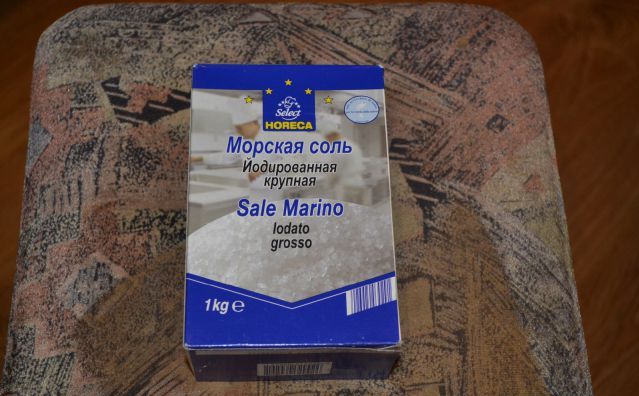 Select
HORECA
Морская соль
Йодированная
крупная
Sale Marino
Iodato
grosso
1kg℮